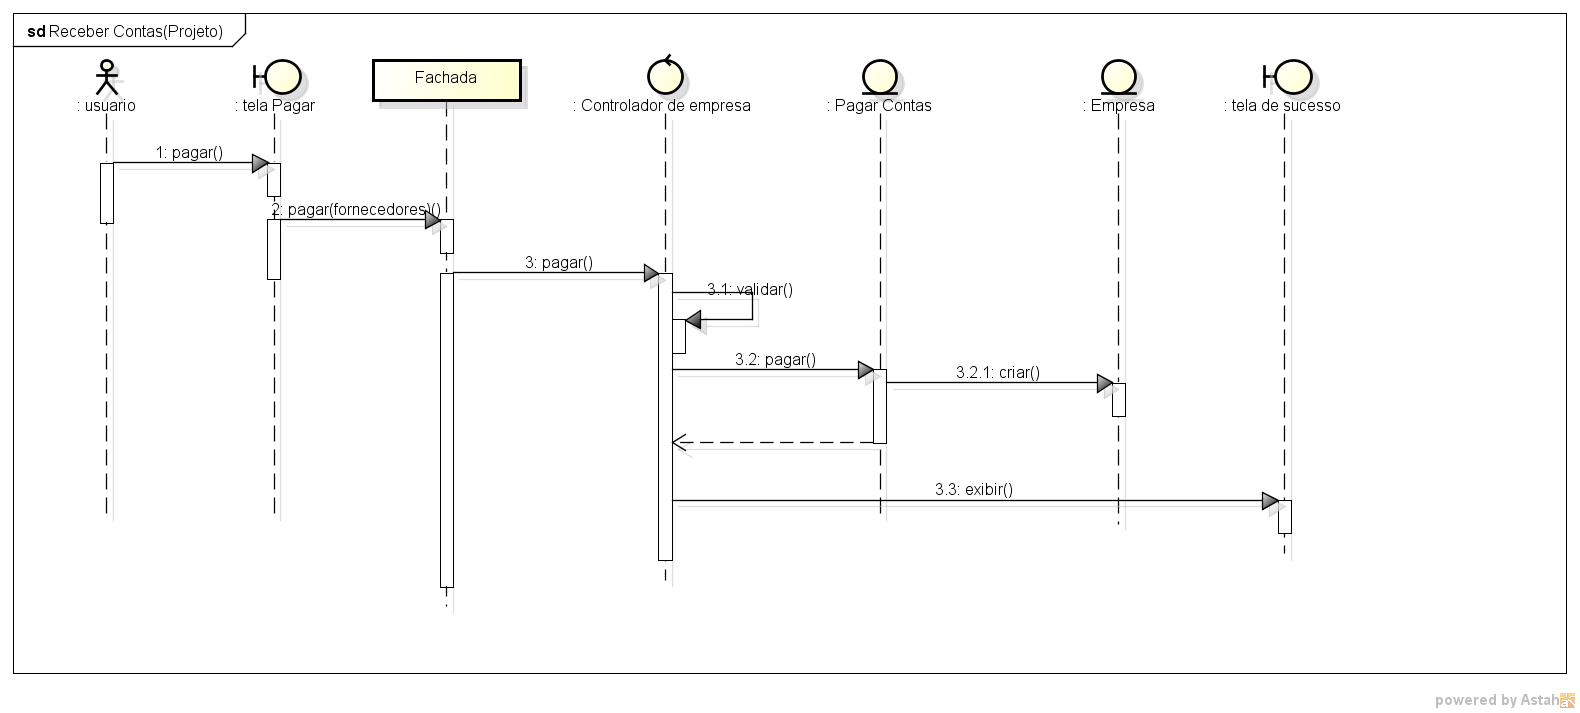 sd Receber Contas(Projeto)
: usuario
: tela Pagar
Fachada
: Controlador de empresa
: Pagar Contas
: Empresa
: tela de sucesso
1: pagar()
2: pagar(fornecedores)()
3: pagar()
3.1: validar()
3.2: pagar()
3.2.1: criar()
3.3: exibir()
powered by Astah